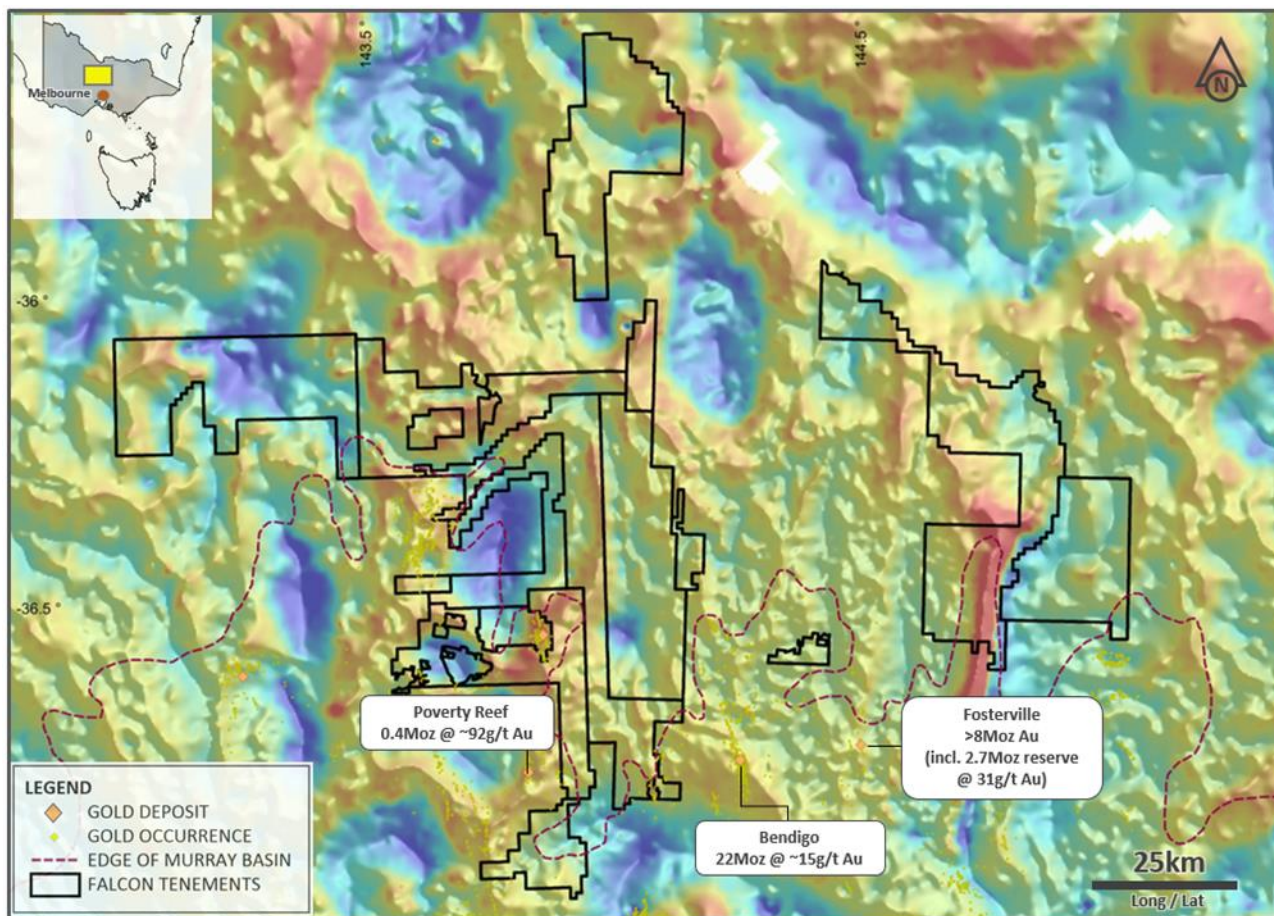 143.5
144.5
N
Melbourne
-36 °
-36.5 °
Poverty Reef
0.4Moz @ ~92g/t Au
Fosterville
>8Moz Au
(incl. 2.7Moz reserve
@ 31g/t Au)
Bendigo
22Moz @ ~15g/t Au
LEGEND
GOLD DEPOSIT
GOLD OCCURRENCE
EDGE OF MURRAY BASIN
FALCON TENEMENTS
25km
Long / Lat